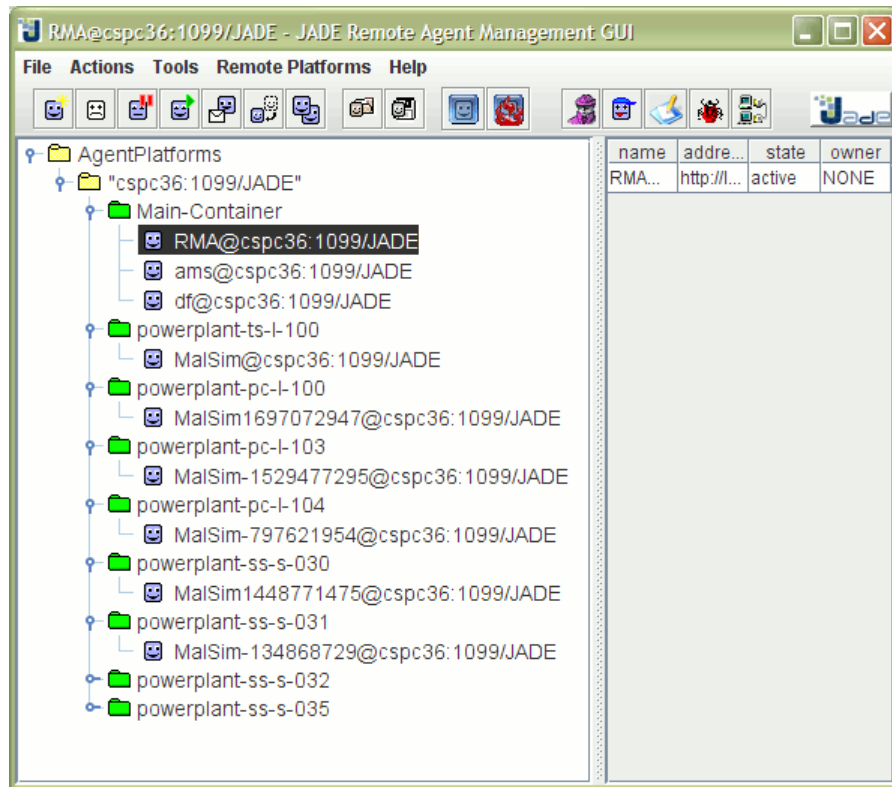 RMA@cspc36:1099/JADE - JADE Remote Agent Management GUI
File Actions Tools Remote Platforms Help
Jade
AgentPlatforms
"cspc36:1099/JADE"
Main-Container
RMA@cspc36:1099/JADE
ams@cspc36:1099/JADE
df@cspc36:1099/JADE
powerplant-ts-l-100
MalSim@cspc36:1099/JADE
powerplant-pc-l-100
MalSim1697072947@cspc36:1099/JADE
powerplant-pc-l-103
MalSim-1529477295@cspc36:1099/JADE
powerplant-pc-l-104
MalSim-797621954@cspc36:1099/JADE
powerplant-ss-s-030
MalSim1448771475@cspc36:1099/JADE
powerplant-ss-s-031
MalSim-134868729@cspc36:1099/JADE
powerplant-ss-s-032
powerplant-ss-s-035
name addre... state owner
RMA... http://l... active NONE